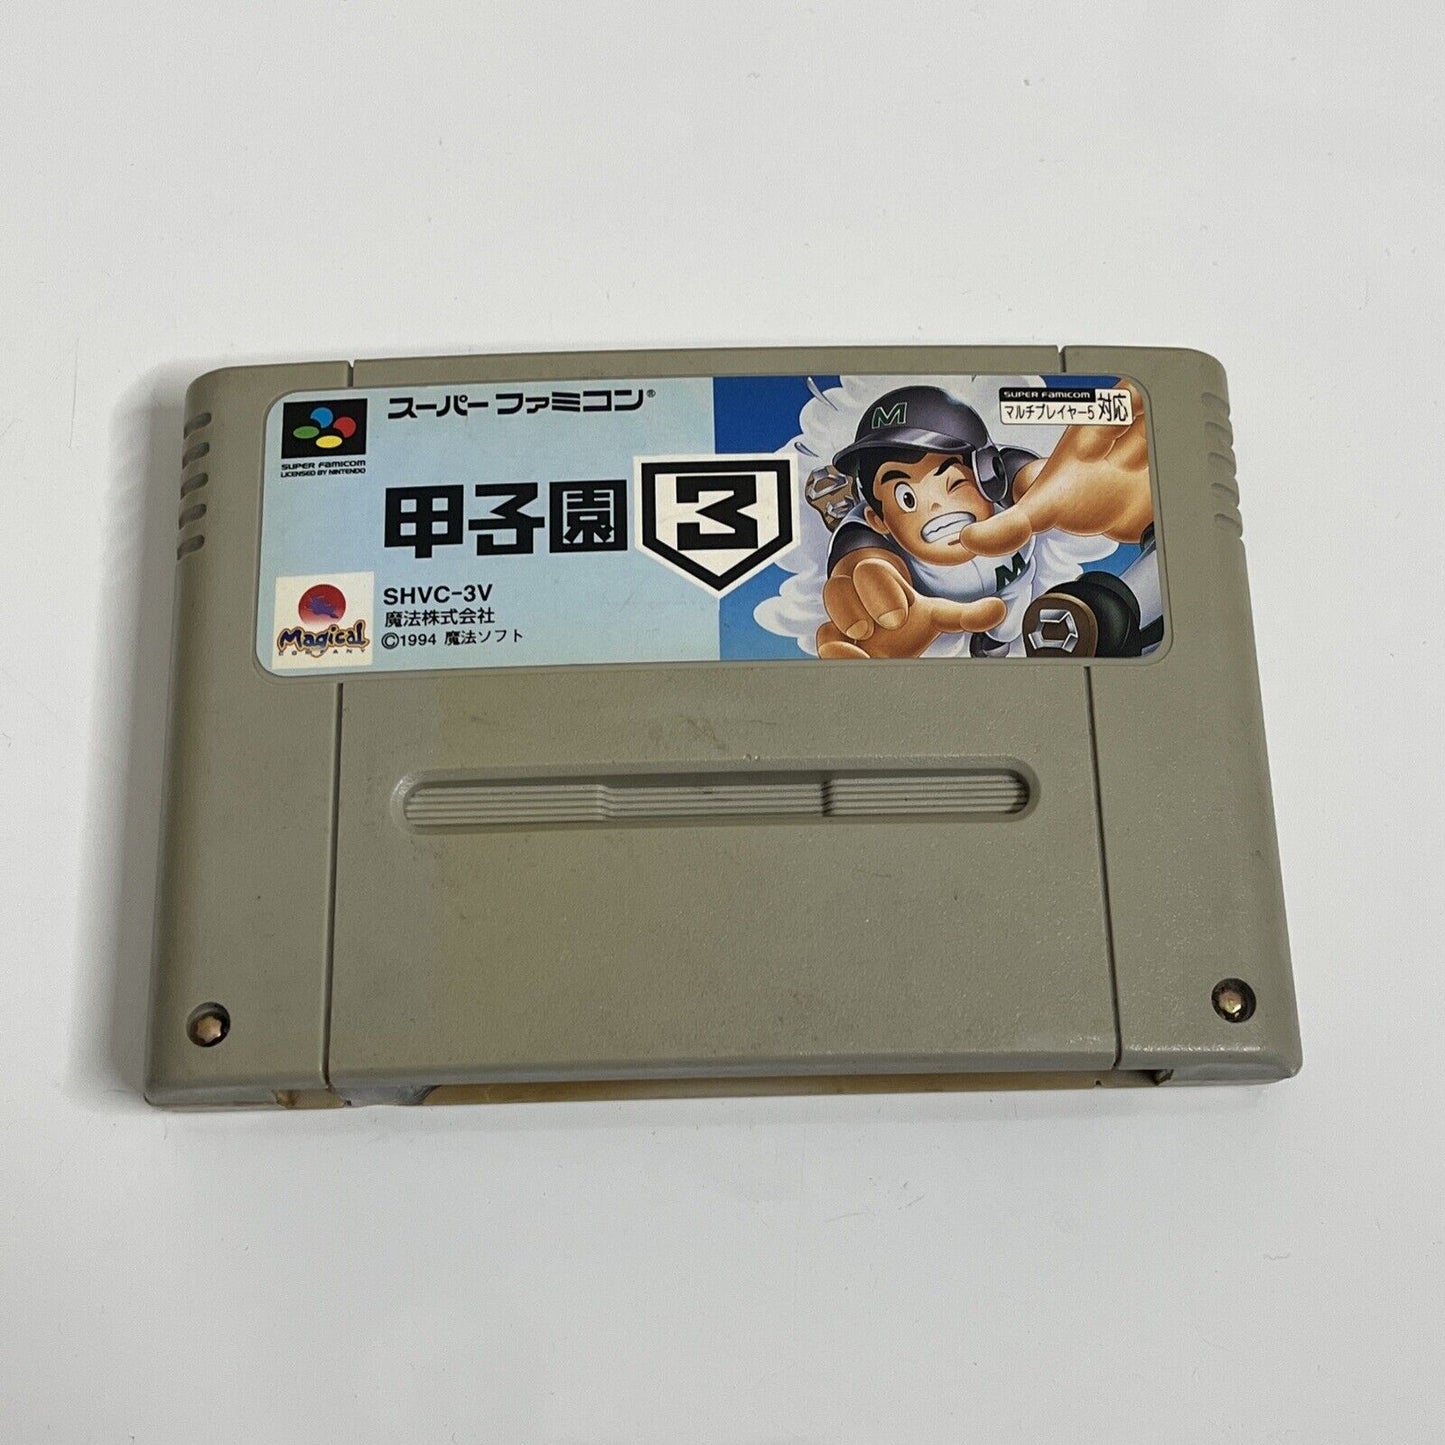 スーパーファミコン®
SUPER FAMICOM
LICENSED BY NINTENDO
SUPER FAMICOM
マルチプレイヤー5 対応
甲子園 3
M
M
Magical
COMPANY
SHVC-3V
魔法株式会社
©1994 魔法ソフト